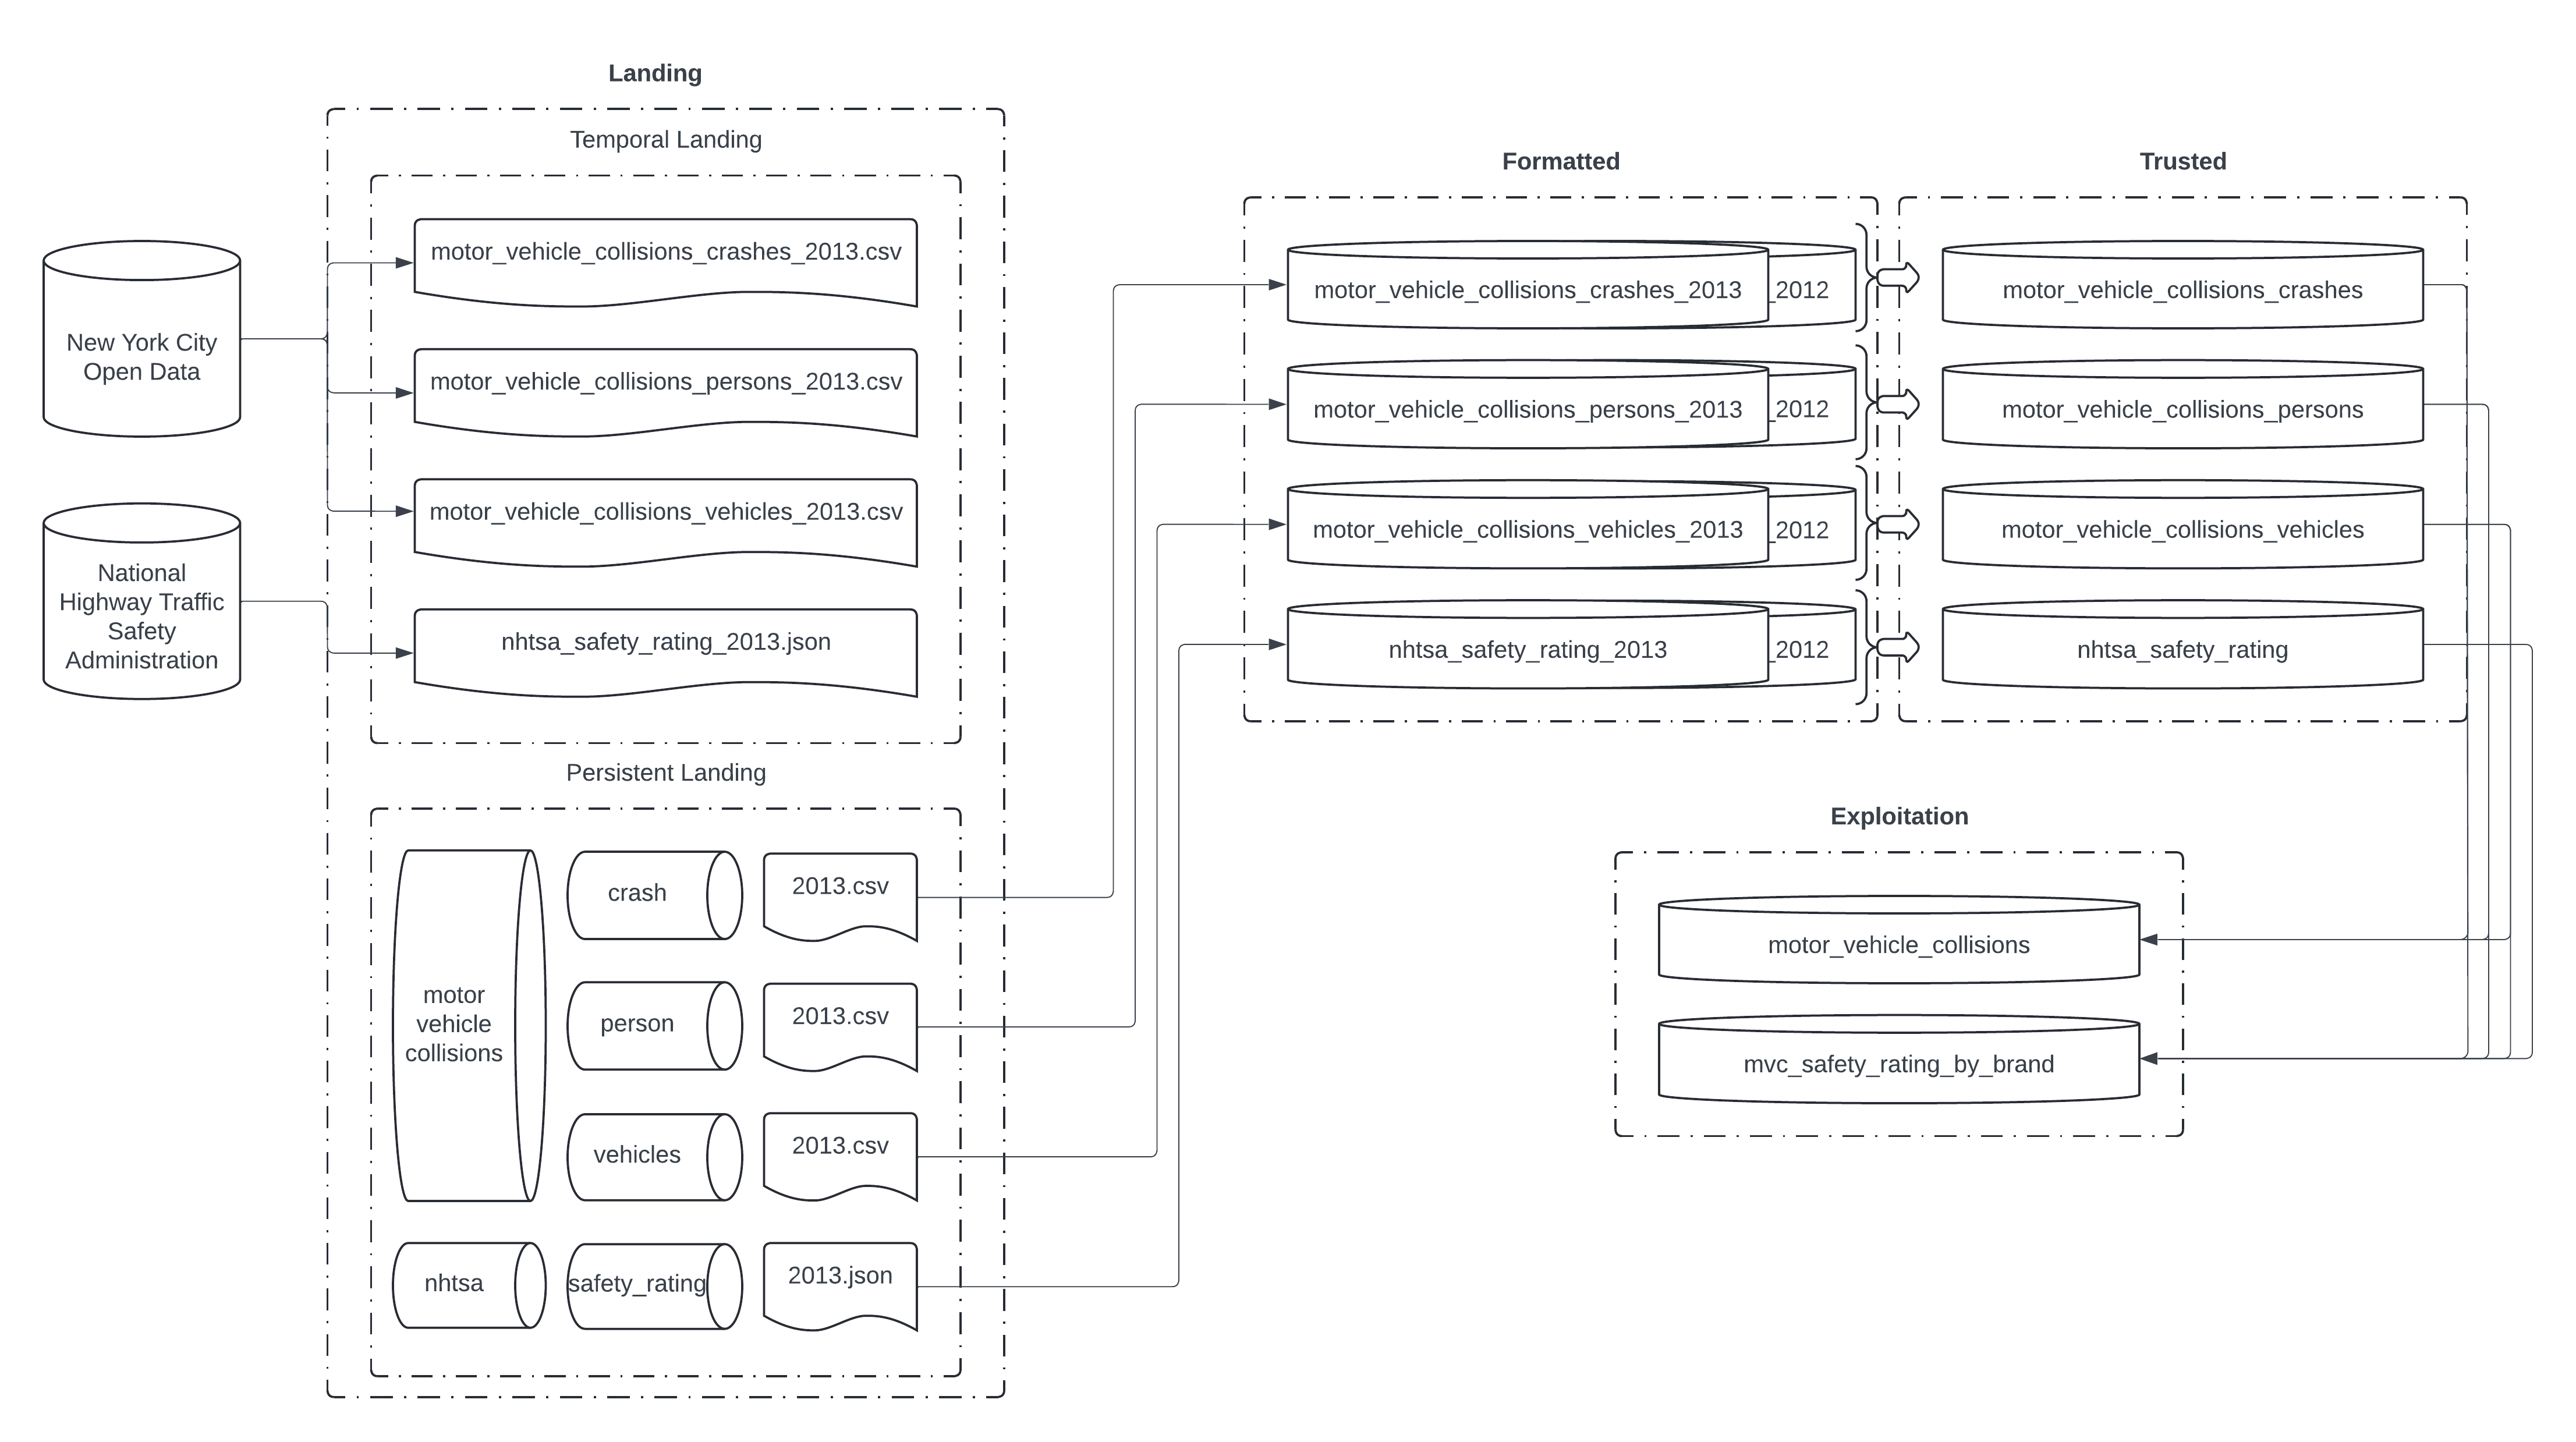 Landing
Temporal Landing
motor_vehicle_collisions_crashes_2013.csv
motor_vehicle_collisions_persons_2013.csv
motor_vehicle_collisions_vehicles_2013.csv
nhtsa_safety_rating_2013.json
New York City
Open Data
National
Highway Traffic
Safety
Administration
Persistent Landing
motor
vehicle
collisions
crash
2013.csv
person
2013.csv
vehicles
2013.csv
nhtsa
safety_rating
2013.json
Formatted
motor_vehicle_collisions_crashes_2013
_2012
motor_vehicle_collisions_persons_2013
_2012
motor_vehicle_collisions_vehicles_2013
_2012
nhtsa_safety_rating_2013
_2012
Trusted
motor_vehicle_collisions_crashes
motor_vehicle_collisions_persons
motor_vehicle_collisions_vehicles
nhtsa_safety_rating
Exploitation
motor_vehicle_collisions
mvc_safety_rating_by_brand